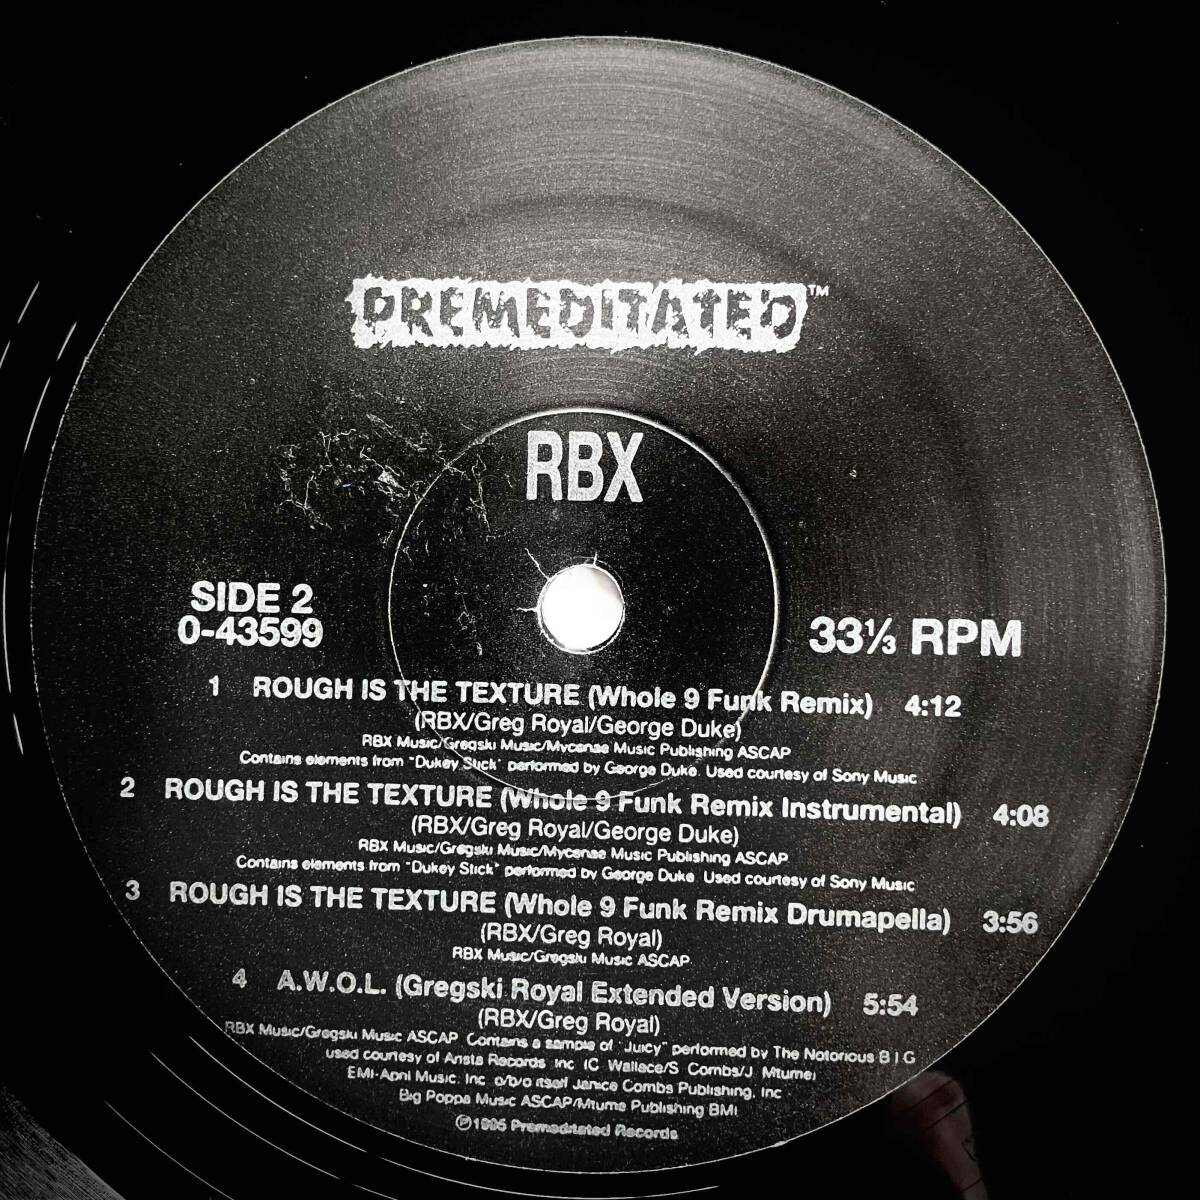 PREMEDITATED™
RBX
SIDE 2
0-43599
33⅓ RPM
1 ROUGH IS THE TEXTURE (Whole 9 Funk Remix) 4:12
(RBX/Greg Royal/George Duke)
RBX Music/Gregski Music/Mycense Music Publishing ASCAP
Contains elements from "Dukey Stick" performed by George Duke. Used courtesy of Sony Music
2 ROUGH IS THE TEXTURE (Whole 9 Funk Remix Instrumental) 4:08
(RBX/Greg Royal/George Duke)
RBX Music/Gregski Music/Mycense Music Publishing ASCAP
Contains elements from "Dukey Stick" performed by George Duke. Used courtesy of Sony Music
3 ROUGH IS THE TEXTURE (Whole 9 Funk Remix Drumapella) 3:56
(RBX/Greg Royal)
RBX Music/Gregski Music ASCAP
4 A.W.O.L. (Gregski Royal Extended Version) 5:54
(RBX/Greg Royal)
RBX Music/Gregski Music ASCAP Contains a sample of "Juicy" performed by The Notorious B I G
used courtesy of Arista Records Inc (C Wallace/S Combs/J Mtume)
EMI-April Music, Inc o/b/o itself Janice Combs Publishing, Inc
Big Poppa Music ASCAP/Mtume Publishing BMI
℗1995 Premeditated Records